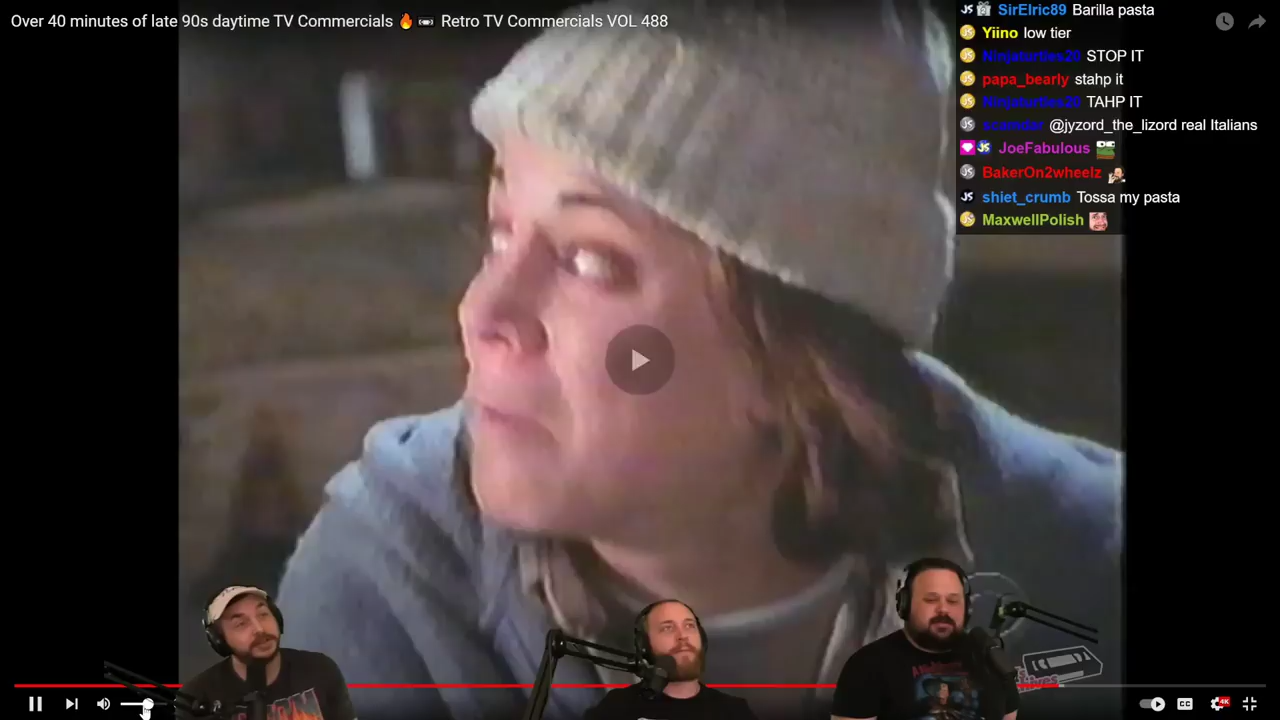 Over 40 minutes of late 90s daytime TV Commercials 🔥📼 Retro TV Commercials VOL 488
SirElric89 Barilla pasta
Yiino low tier
Ninjaturtles20 STOP IT
papa_bearly stahp it
Ninjaturtles20 TAHP IT
scamdar @jyzord_the_lizord real Italians
JoeFabulous
BakerOn2wheelz
shiet_crumb Tossa my pasta
MaxwellPolish
4K